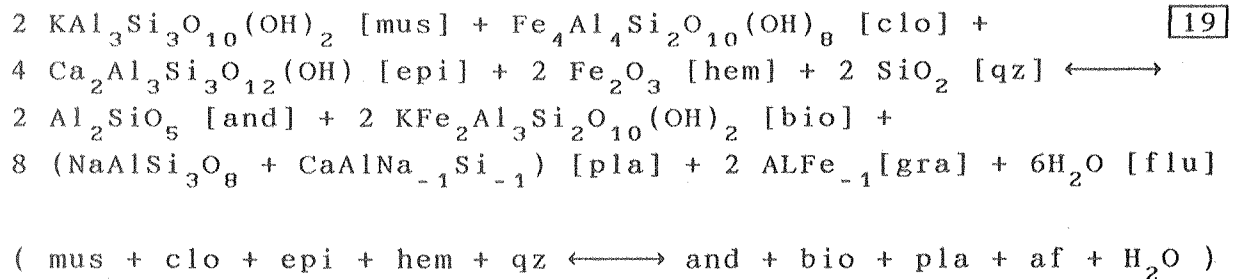 2 KAl₃Si₃O₁₀(OH)₂ [mus] + Fe₄Al₄Si₂O₁₀(OH)₈ [clo] + 19
4 Ca₂Al₃Si₃O₁₂(OH) [epi] + 2 Fe₂O₃ [hem] + 2 SiO₂ [qz] ⟷
2 Al₂SiO₅ [and] + 2 KFe₂Al₃Si₂O₁₀(OH)₂ [bio] +
8 (NaAlSi₃O₈ + CaAlNa₋₁Si₋₁) [pla] + 2 ALFe₋₁[gra] + 6H₂O [flu]
( mus + clo + epi + hem + qz ⟷ and + bio + pla + af + H₂O )